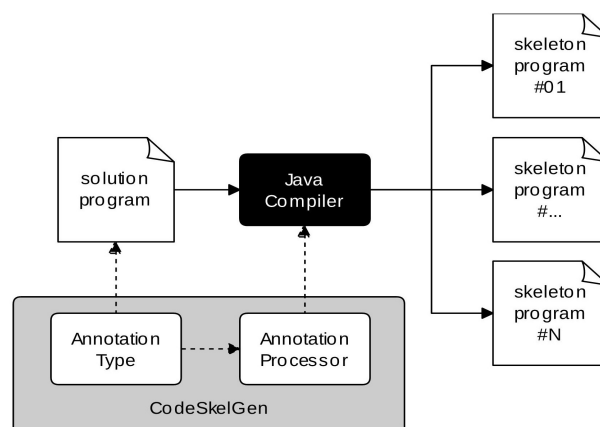 skeleton
program
#01
solution
program
Java
Compiler
skeleton
program
#...
skeleton
program
#N
Annotation
Type
Annotation
Processor
CodeSkelGen